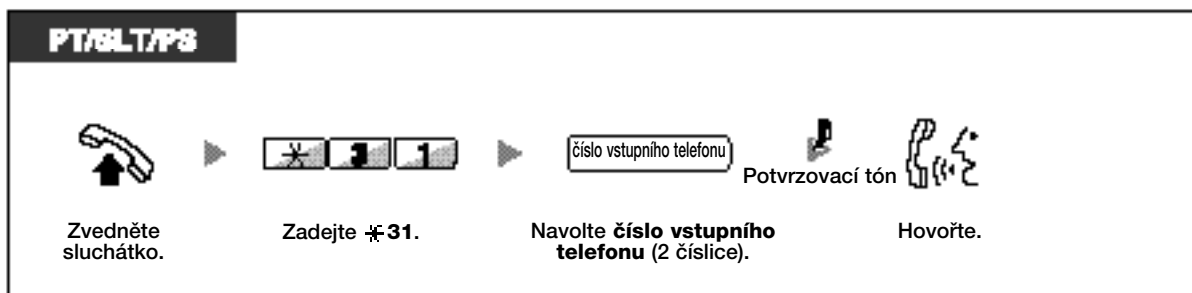 PT/SLT/PS
* 3 1
číslo vstupního telefonu
Potvrzovací tón
Zvedněte
sluchátko.
Zadejte *31.
Navolte číslo vstupního
telefonu (2 číslice).
Hovořte.